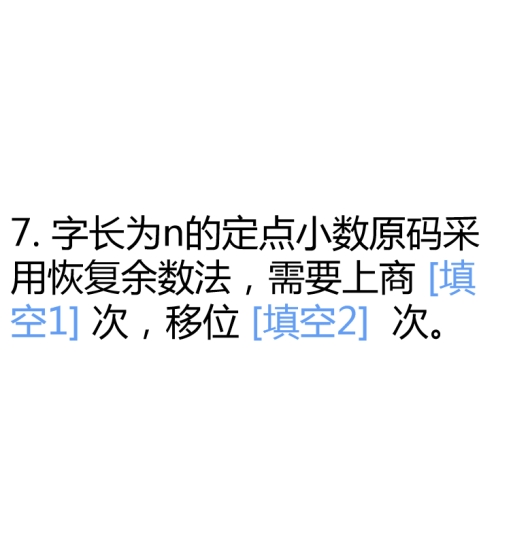 7. 字长为n的定点小数原码采
用恢复余数法，需要上商 [填
空1] 次，移位 [填空2] 次。